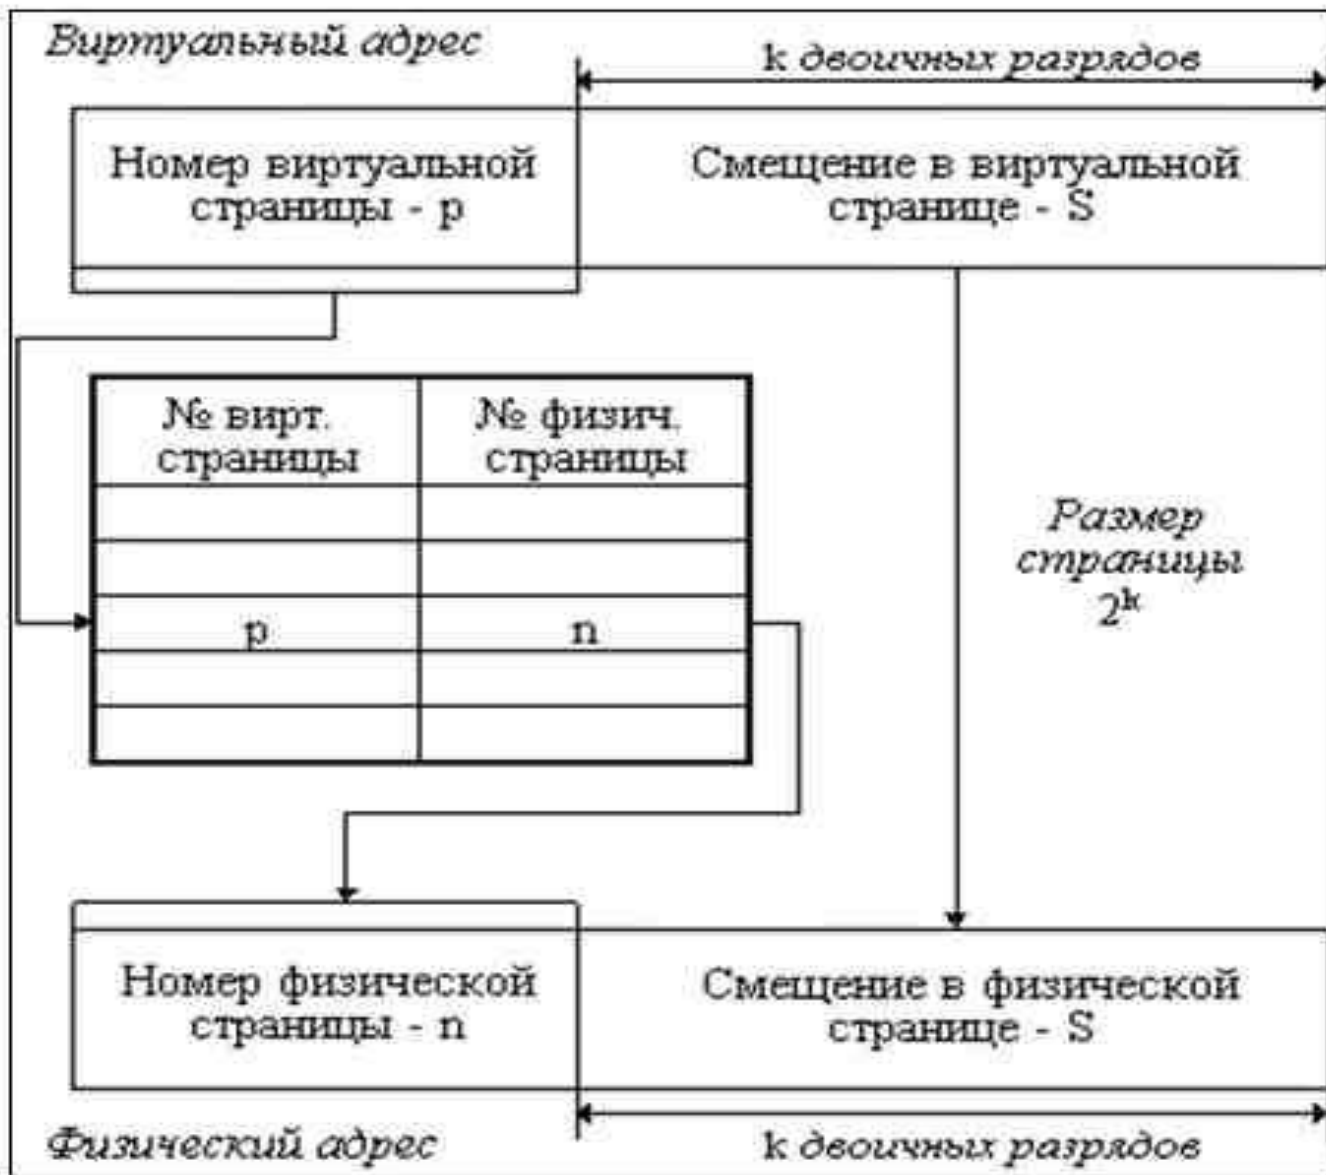 Виртуальный адрес
k двоичных разрядов
Номер виртуальной
страницы - p
Смещение в виртуальной
странице - S
№ вирт.
страницы
№ физич.
страницы
p
n
Размер
страницы
2^k
Номер физической
страницы - n
Смещение в физической
странице - S
Физический адрес
k двоичных разрядов